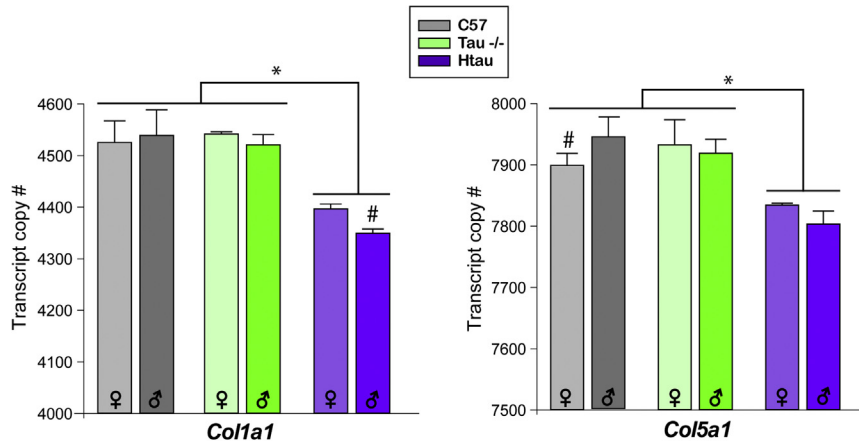 C57
Tau -/-
Htau
*
4600
4500
4400
4300
4200
4100
4000
Transcript copy #
#
♀ ♂ ♀ ♂ ♀ ♂
Col1a1
*
8000
7900
7800
7700
7600
7500
Transcript copy #
#
♀ ♂ ♀ ♂ ♀ ♂
Col5a1